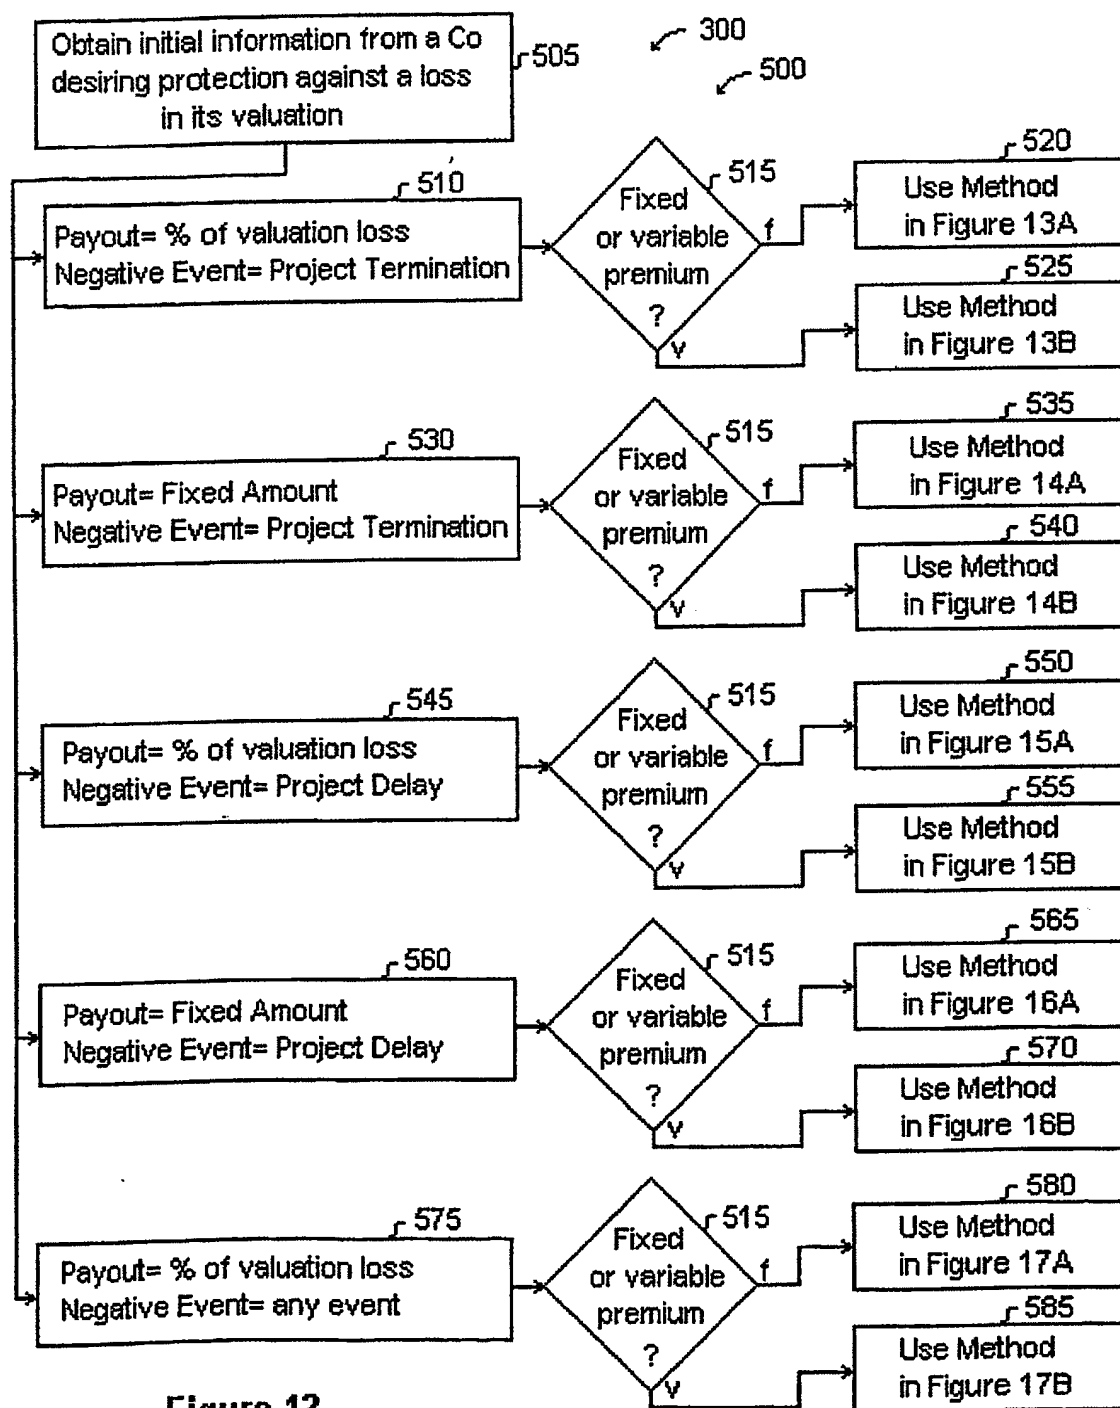 Obtain initial information from a Co
desiring protection against a loss
in its valuation
505
300
500
510
Payout= % of valuation loss
Negative Event= Project Termination
515
Fixed
or variable
premium
?
f
v
520
Use Method
in Figure 13A
525
Use Method
in Figure 13B
530
Payout= Fixed Amount
Negative Event= Project Termination
515
Fixed
or variable
premium
?
f
v
535
Use Method
in Figure 14A
540
Use Method
in Figure 14B
545
Payout= % of valuation loss
Negative Event= Project Delay
515
Fixed
or variable
premium
?
f
v
550
Use Method
in Figure 15A
555
Use Method
in Figure 15B
560
Payout= Fixed Amount
Negative Event= Project Delay
515
Fixed
or variable
premium
?
f
v
565
Use Method
in Figure 16A
570
Use Method
in Figure 16B
575
Payout= % of valuation loss
Negative Event= any event
515
Fixed
or variable
premium
?
f
v
580
Use Method
in Figure 17A
585
Use Method
in Figure 17B
Figure 12